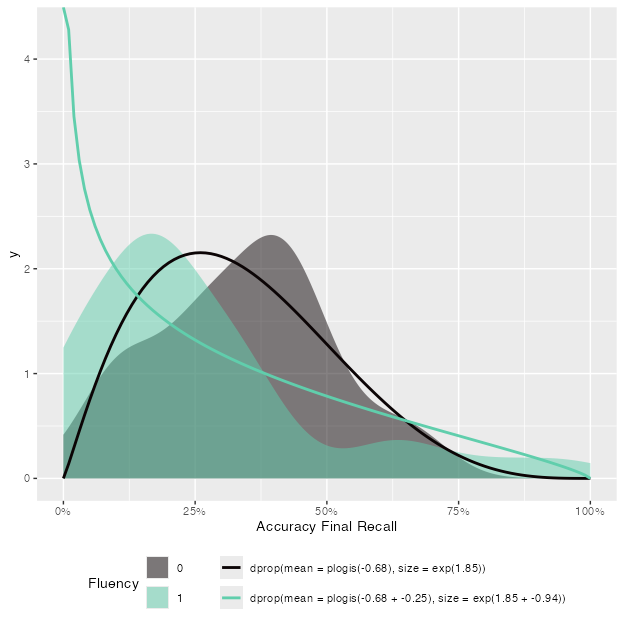 4
3
2
1
0
y
0%
25%
50%
75%
100%
Accuracy Final Recall
Fluency
0
1
dprop(mean = plogis(-0.68), size = exp(1.85))
dprop(mean = plogis(-0.68 + -0.25), size = exp(1.85 + -0.94))